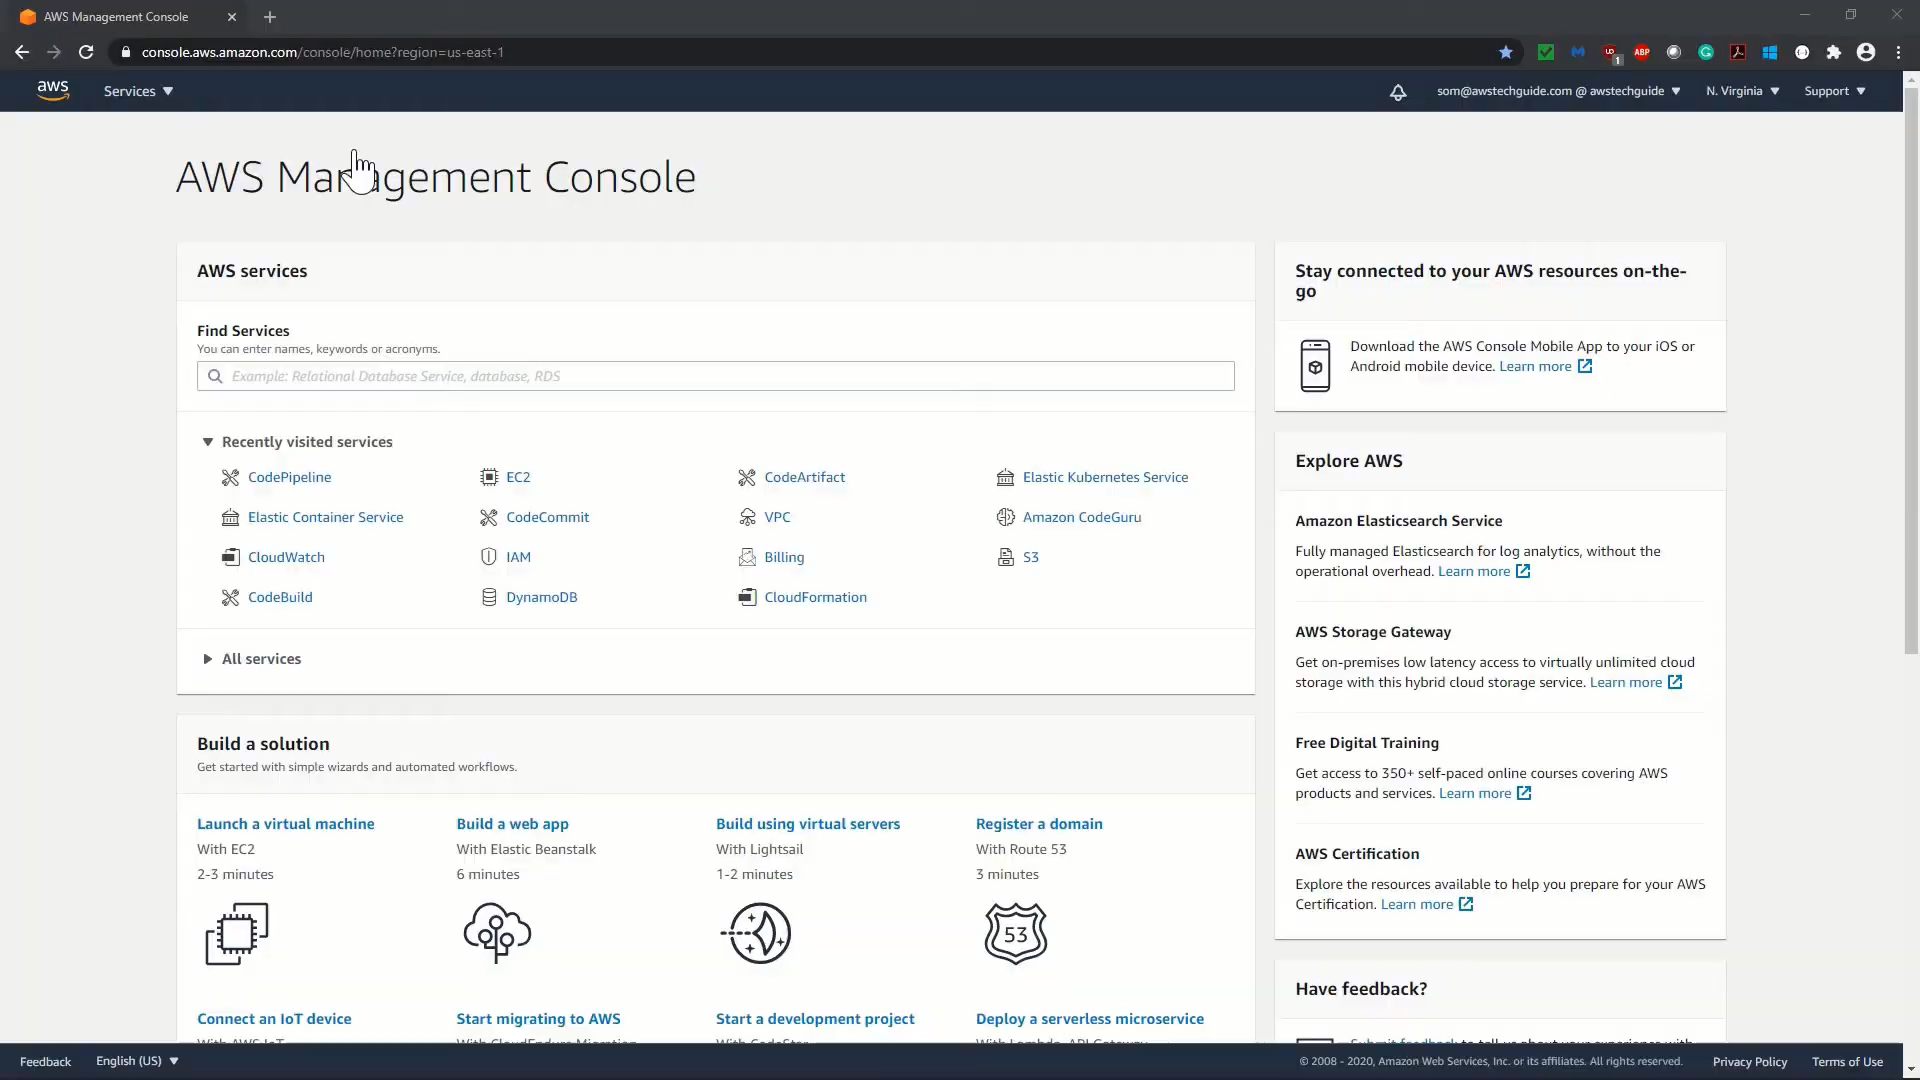 AWS Management Console
console.aws.amazon.com/console/home?region=us-east-1
1
ABP
aws
Services
som@awstechguide.com @ awstechguide
N. Virginia
Support
AWS Management Console
AWS services
Find Services
You can enter names, keywords or acronyms.
Example: Relational Database Service, database, RDS
Recently visited services
CodePipeline
EC2
CodeArtifact
Elastic Kubernetes Service
Elastic Container Service
CodeCommit
VPC
Amazon CodeGuru
CloudWatch
IAM
Billing
S3
CodeBuild
DynamoDB
CloudFormation
All services
Build a solution
Get started with simple wizards and automated workflows.
Launch a virtual machine
With EC2
2-3 minutes
Build a web app
With Elastic Beanstalk
6 minutes
Build using virtual servers
With Lightsail
1-2 minutes
Register a domain
With Route 53
3 minutes
53
Connect an IoT device
Start migrating to AWS
Start a development project
Deploy a serverless microservice
Stay connected to your AWS resources on-the-
go
Download the AWS Console Mobile App to your iOS or
Android mobile device. Learn more
Explore AWS
Amazon Elasticsearch Service
Fully managed Elasticsearch for log analytics, without the
operational overhead. Learn more
AWS Storage Gateway
Get on-premises low latency access to virtually unlimited cloud
storage with this hybrid cloud storage service. Learn more
Free Digital Training
Get access to 350+ self-paced online courses covering AWS
products and services. Learn more
AWS Certification
Explore the resources available to help you prepare for your AWS
Certification. Learn more
Have feedback?
Feedback
English (US)
© 2008 - 2020, Amazon Web Services, Inc. or its affiliates. All rights reserved.
Privacy Policy
Terms of Use